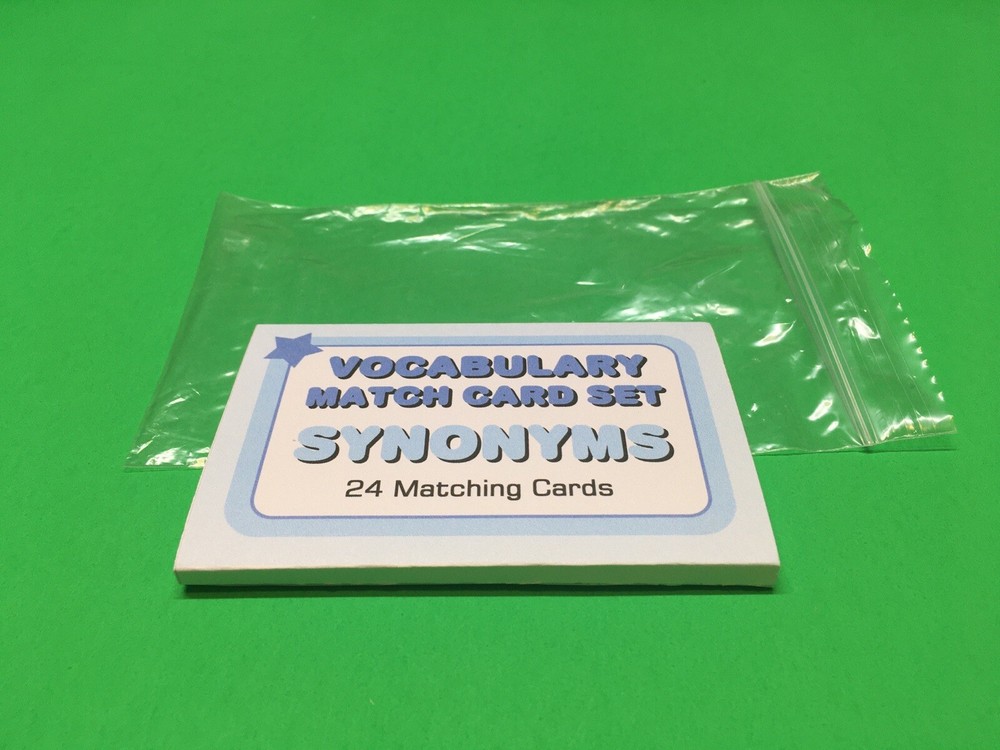 VOCABULARY
MATCH CARD SET
SYNONYMS
24 Matching Cards